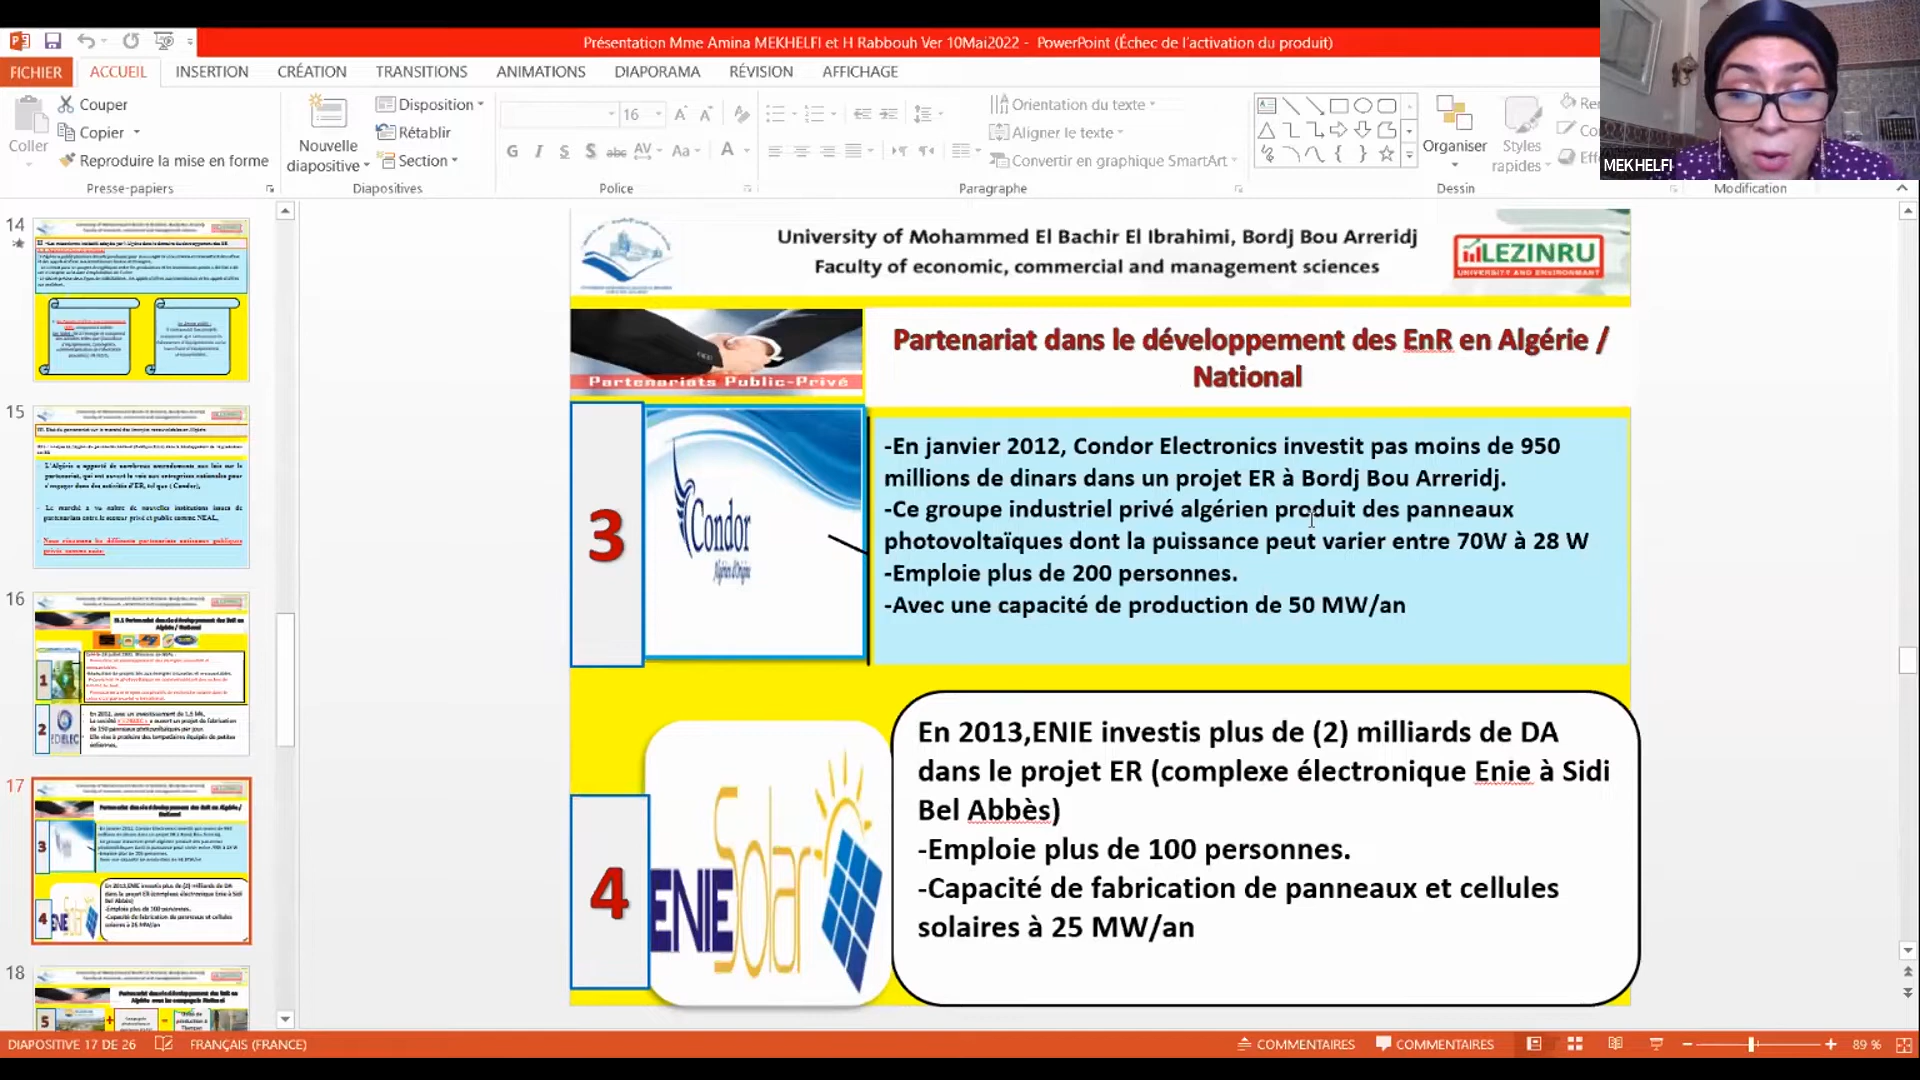 Présentation Mme Amina MEKHELFI et H Rabbouh Ver 10Mai2022 - PowerPoint (Échec de l'activation du produit)
FICHIER ACCUEIL INSERTION CRÉATION TRANSITIONS ANIMATIONS DIAPORAMA RÉVISION AFFICHAGE
Coller
Couper
Copier
Reproduire la mise en forme
Presse-papiers
Nouvelle
diapositive
Disposition
Rétablir
Section
Diapositives
16
Police
Orientation du texte
Aligner le texte
Convertir en graphique SmartArt
Paragraphe
Organiser
Styles
rapides
Dessin
Modification
MEKHELFI
14
15
16
17
18
University of Mohammed El Bachir El Ibrahimi, Bordj Bou Arreridj
Faculty of economic, commercial and management sciences
LEZINRU
UNIVERSITY AND ENVIRONMANT
Partenariats Public-Privé
Partenariat dans le développement des EnR en Algérie /
National
3
Condor
Algérien d'Origine
-En janvier 2012, Condor Electronics investit pas moins de 950
millions de dinars dans un projet ER à Bordj Bou Arreridj.
-Ce groupe industriel privé algérien produit des panneaux
photovoltaïques dont la puissance peut varier entre 70W à 28 W
-Emploie plus de 200 personnes.
-Avec une capacité de production de 50 MW/an
4
ENIE
Solar
En 2013,ENIE investis plus de (2) milliards de DA
dans le projet ER (complexe électronique Enie à Sidi
Bel Abbès)
-Emploie plus de 100 personnes.
-Capacité de fabrication de panneaux et cellules
solaires à 25 MW/an
DIAPOSITIVE 17 DE 26 FRANÇAIS (FRANCE) COMMENTAIRES COMMENTAIRES 89 %